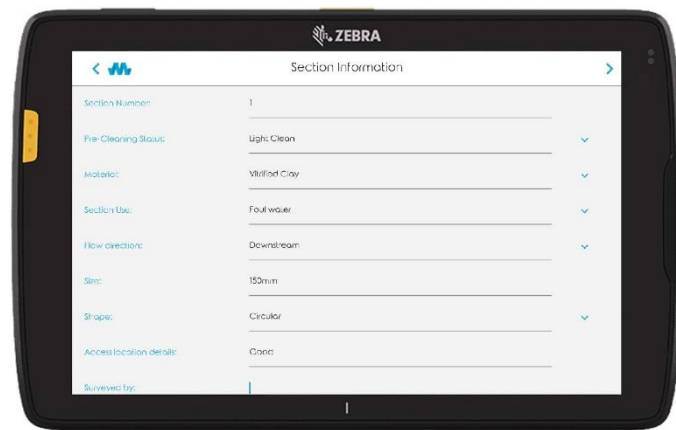 ZEBRA
Section Information
Section Number: 1
Pre-Cleaning Status: Light Clean
Material: Vitrified Clay
Section Use: Foul water
Flow direction: Downstream
Size: 150mm
Shape: Circular
Access location details: Good
Surveyed by: